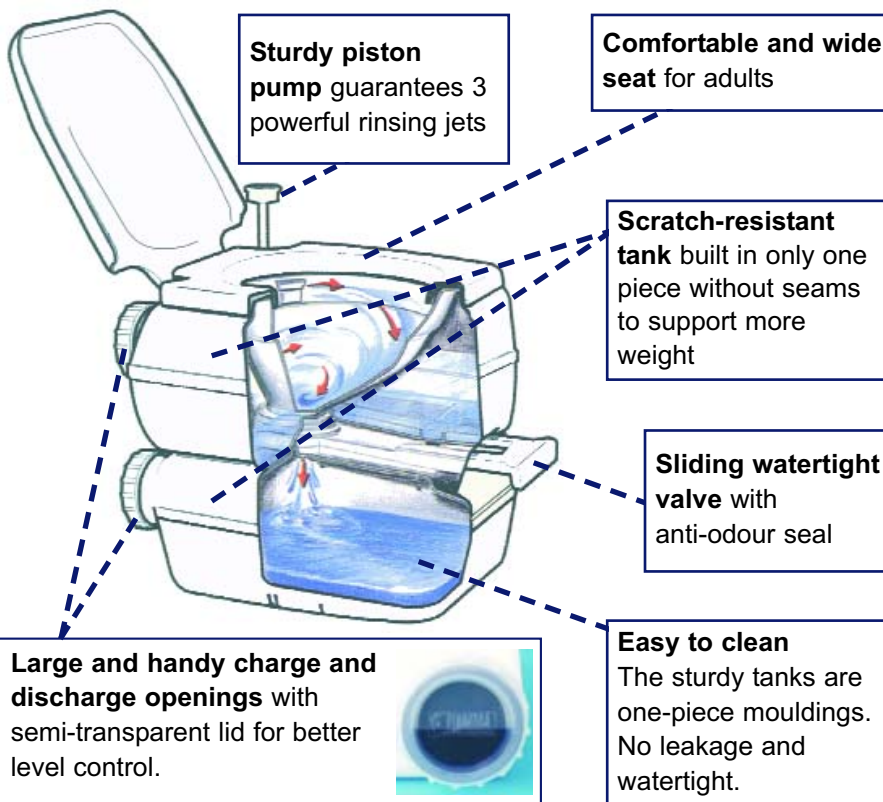 Sturdy piston
pump guarantees 3
powerful rinsing jets
Comfortable and wide
seat for adults
Scratch-resistant
tank built in only one
piece without seams
to support more
weight
Sliding watertight
valve with
anti-odour seal
Large and handy charge and
discharge openings with
semi-transparent lid for better
level control.
Easy to clean
The sturdy tanks are
one-piece mouldings.
No leakage and
watertight.